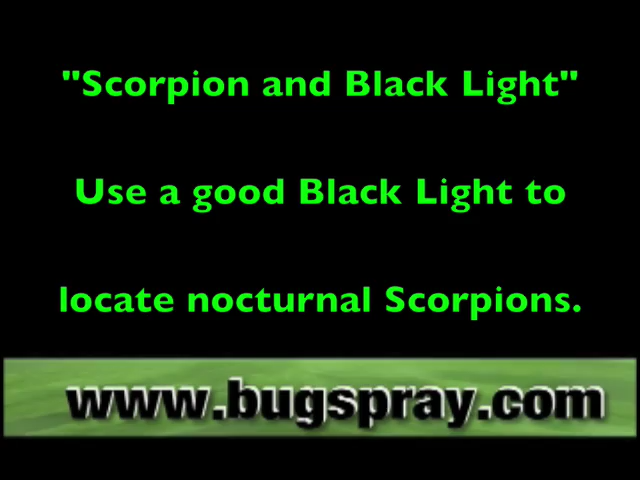 "Scorpion and Black Light"
Use a good Black Light to
locate nocturnal Scorpions.
www.bugspray.com